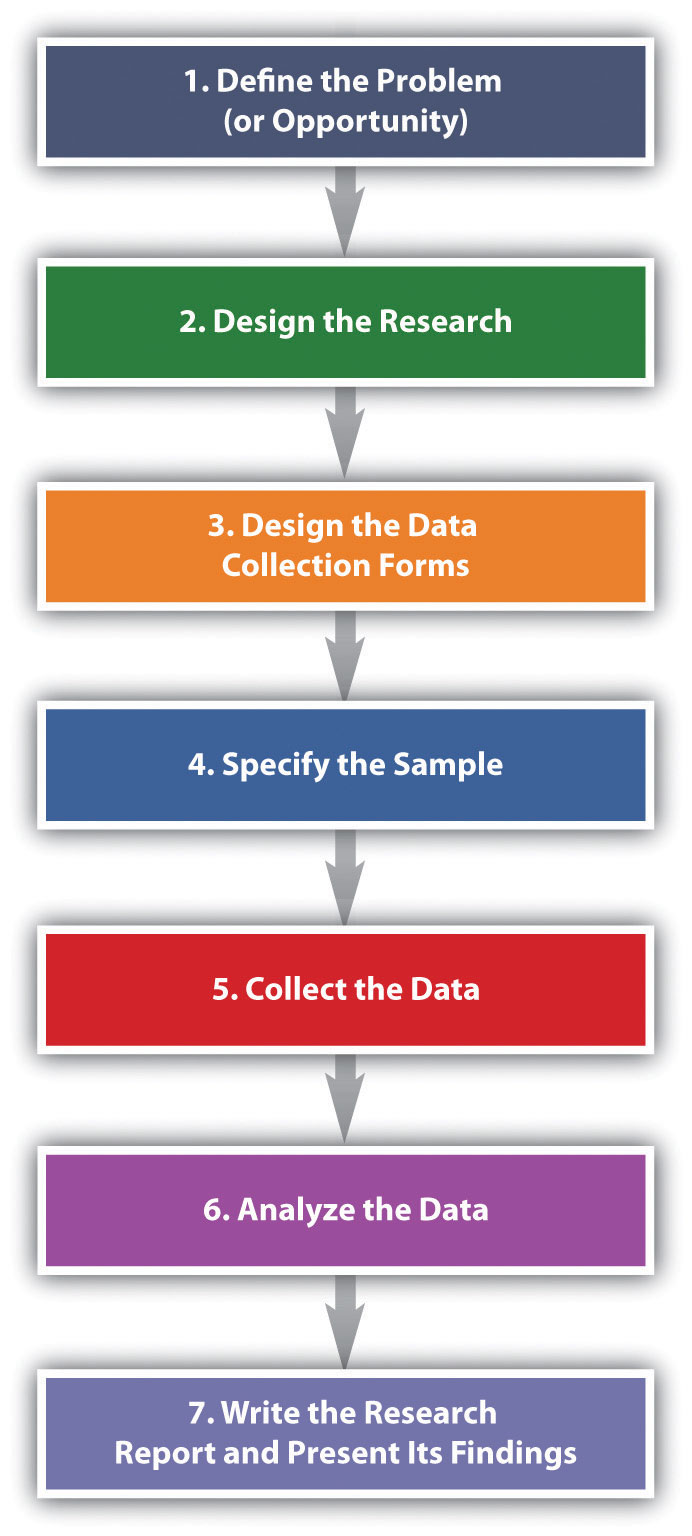 1. Define the Problem
(or Opportunity)
2. Design the Research
3. Design the Data
Collection Forms
4. Specify the Sample
5. Collect the Data
6. Analyze the Data
7. Write the Research
Report and Present Its Findings